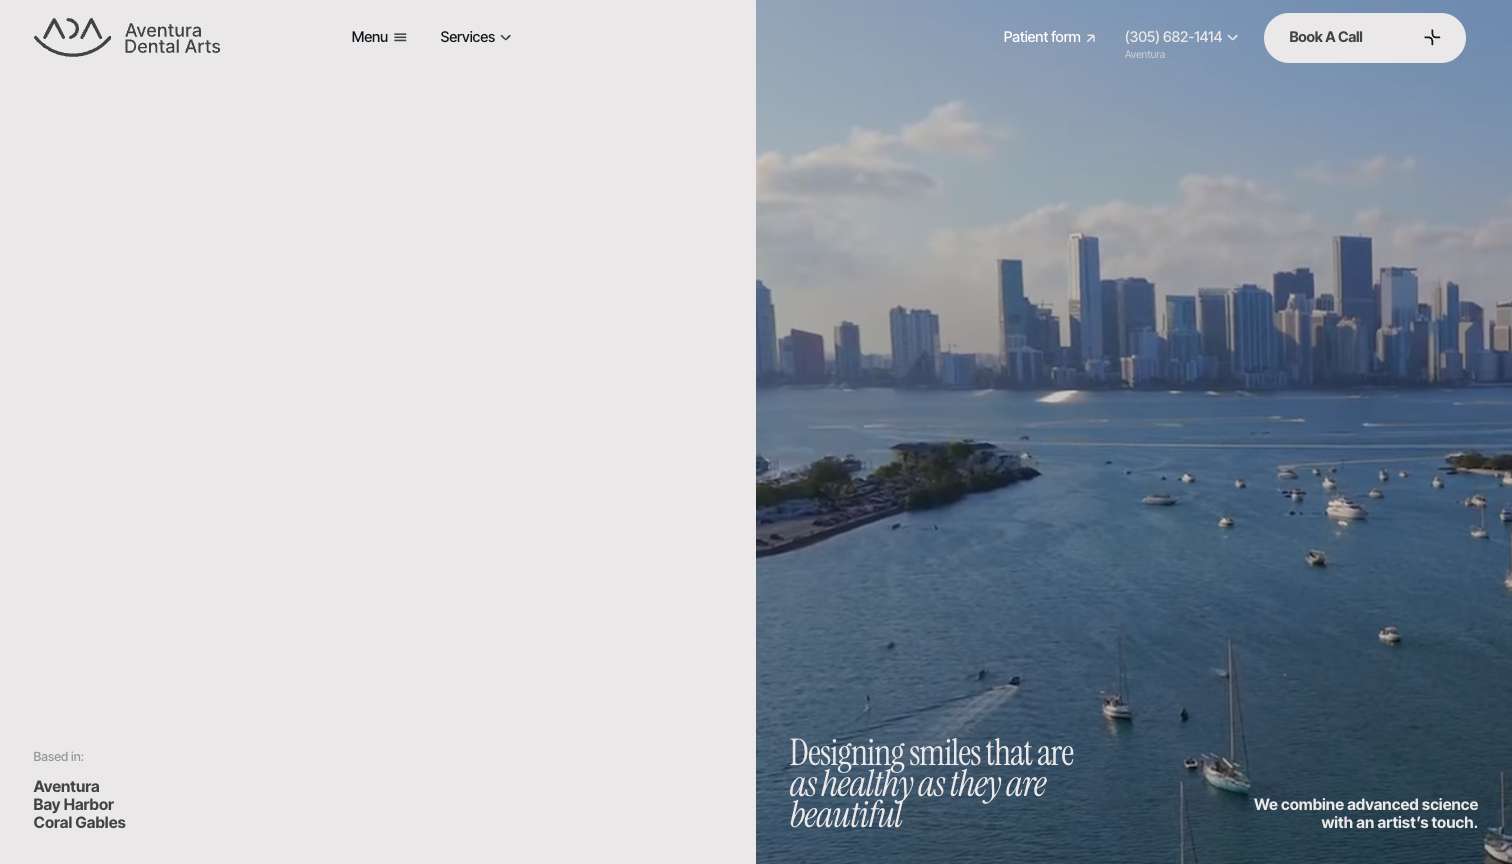 ADA
Aventura
Dental Arts
Menu
Services
Patient form
(305) 682-1414
Aventura
Book A Call
Based in:
Aventura
Bay Harbor
Coral Gables
Designing smiles that are
as healthy as they are
beautiful
We combine advanced science
with an artist’s touch.